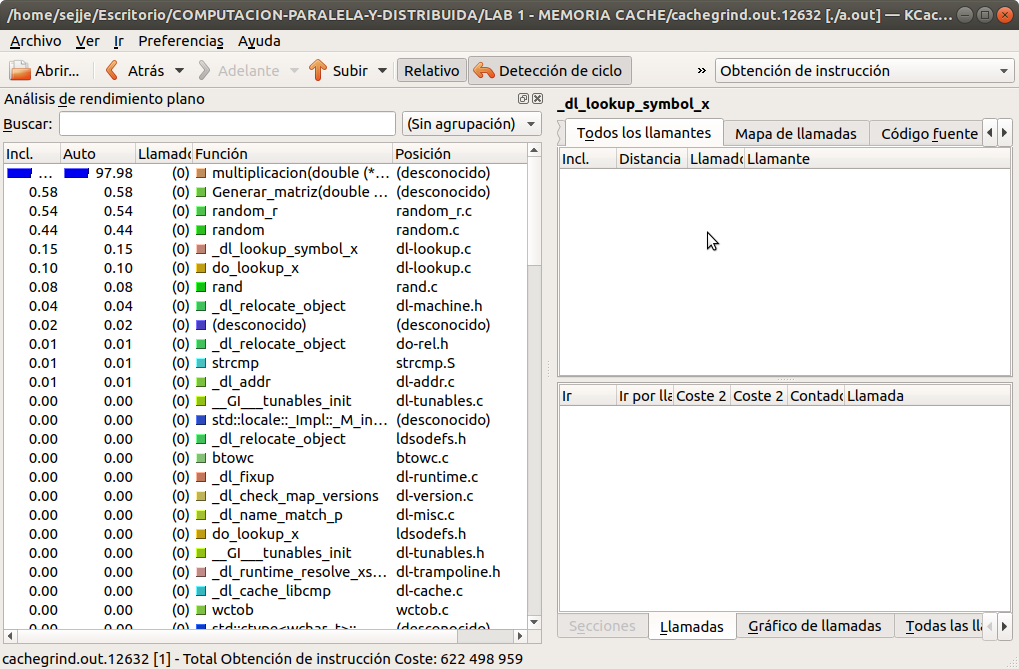 /home/sejje/Escritorio/COMPUTACION-PARALELA-Y-DISTRIBUIDA/LAB 1 - MEMORIA CACHE/cachegrind.out.12632 [./a.out] — KCac...
Archivo Ver Ir Preferencias Ayuda
Abrir... Atrás Adelante Subir Relativo Detección de ciclo » Obtención de instrucción
Análisis de rendimiento plano
Buscar: (Sin agrupación)
Incl. Auto Llamado Función Posición
... 97.98 (0) multiplicacion(double (*... (desconocido)
0.58 0.58 (0) Generar_matriz(double ... (desconocido)
0.54 0.54 (0) random_r random_r.c
0.44 0.44 (0) random random.c
0.15 0.15 (0) _dl_lookup_symbol_x dl-lookup.c
0.10 0.10 (0) do_lookup_x dl-lookup.c
0.08 0.08 (0) rand rand.c
0.04 0.04 (0) _dl_relocate_object dl-machine.h
0.02 0.02 (0) (desconocido) (desconocido)
0.01 0.01 (0) _dl_relocate_object do-rel.h
0.01 0.01 (0) strcmp strcmp.S
0.01 0.01 (0) _dl_addr dl-addr.c
0.00 0.00 (0) __GI___tunables_init dl-tunables.c
0.00 0.00 (0) std::locale::_Impl::_M_in... (desconocido)
0.00 0.00 (0) _dl_relocate_object ldsodefs.h
0.00 0.00 (0) btowc btowc.c
0.00 0.00 (0) _dl_fixup dl-runtime.c
0.00 0.00 (0) _dl_check_map_versions dl-version.c
0.00 0.00 (0) _dl_name_match_p dl-misc.c
0.00 0.00 (0) do_lookup_x ldsodefs.h
0.00 0.00 (0) __GI___tunables_init dl-tunables.h
0.00 0.00 (0) _dl_runtime_resolve_xs... dl-trampoline.h
0.00 0.00 (0) _dl_cache_libcmp dl-cache.c
0.00 0.00 (0) wctob wctob.c
0.00 0.00 (0) std::ctype<wchar_t>:: (desconocido)
_dl_lookup_symbol_x
Todos los llamantes Mapa de llamadas Código fuente
Incl. Distancia Llamado Llamante
Ir Ir por lla Coste 2 Coste 2 Contado Llamada
Secciones Llamadas Gráfico de llamadas Todas las lla
cachegrind.out.12632 [1] - Total Obtención de instrucción Coste: 622 498 959